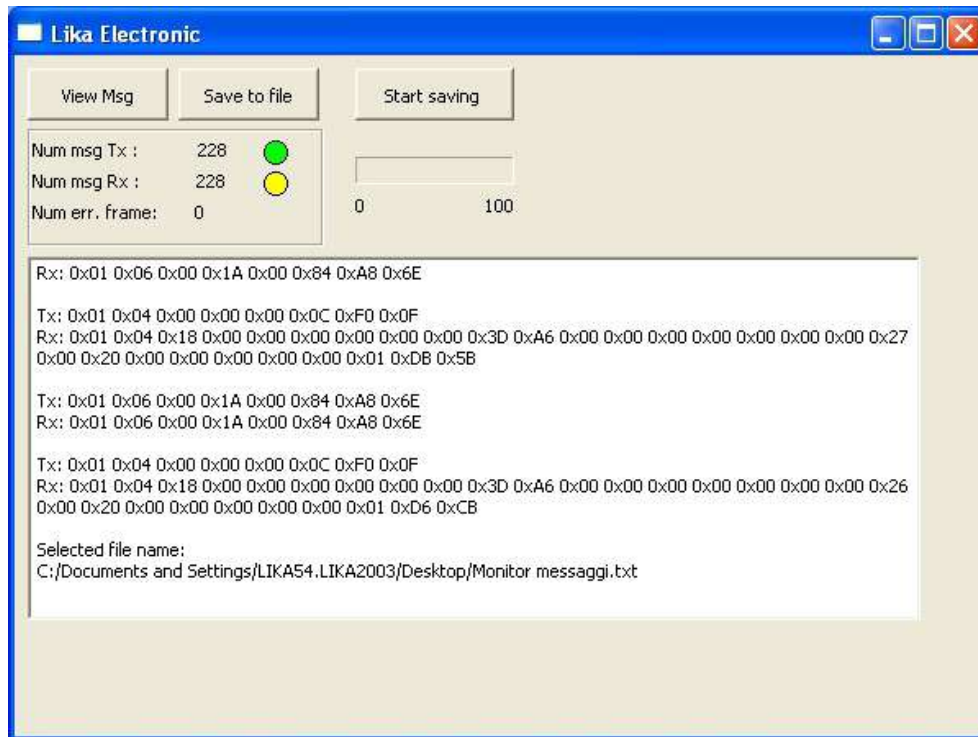 Lika Electronic
View Msg Save to file Start saving
Num msg Tx : 228
Num msg Rx : 228
Num err. frame: 0
0 100
Rx: 0x01 0x06 0x00 0x1A 0x00 0x84 0xA8 0x6E
Tx: 0x01 0x04 0x00 0x00 0x00 0x0C 0xF0 0x0F
Rx: 0x01 0x04 0x18 0x00 0x00 0x00 0x00 0x00 0x00 0x00 0x3D 0xA6 0x00 0x00 0x00 0x00 0x00 0x00 0x00 0x27
0x00 0x20 0x00 0x00 0x00 0x00 0x00 0x01 0xDB 0x5B
Tx: 0x01 0x06 0x00 0x1A 0x00 0x84 0xA8 0x6E
Rx: 0x01 0x06 0x00 0x1A 0x00 0x84 0xA8 0x6E
Tx: 0x01 0x04 0x00 0x00 0x00 0x0C 0xF0 0x0F
Rx: 0x01 0x04 0x18 0x00 0x00 0x00 0x00 0x00 0x00 0x00 0x3D 0xA6 0x00 0x00 0x00 0x00 0x00 0x00 0x00 0x26
0x00 0x20 0x00 0x00 0x00 0x00 0x00 0x01 0xD6 0xCB
Selected file name:
C:/Documents and Settings/LIKA54.LIKA2003/Desktop/Monitor messaggi.txt